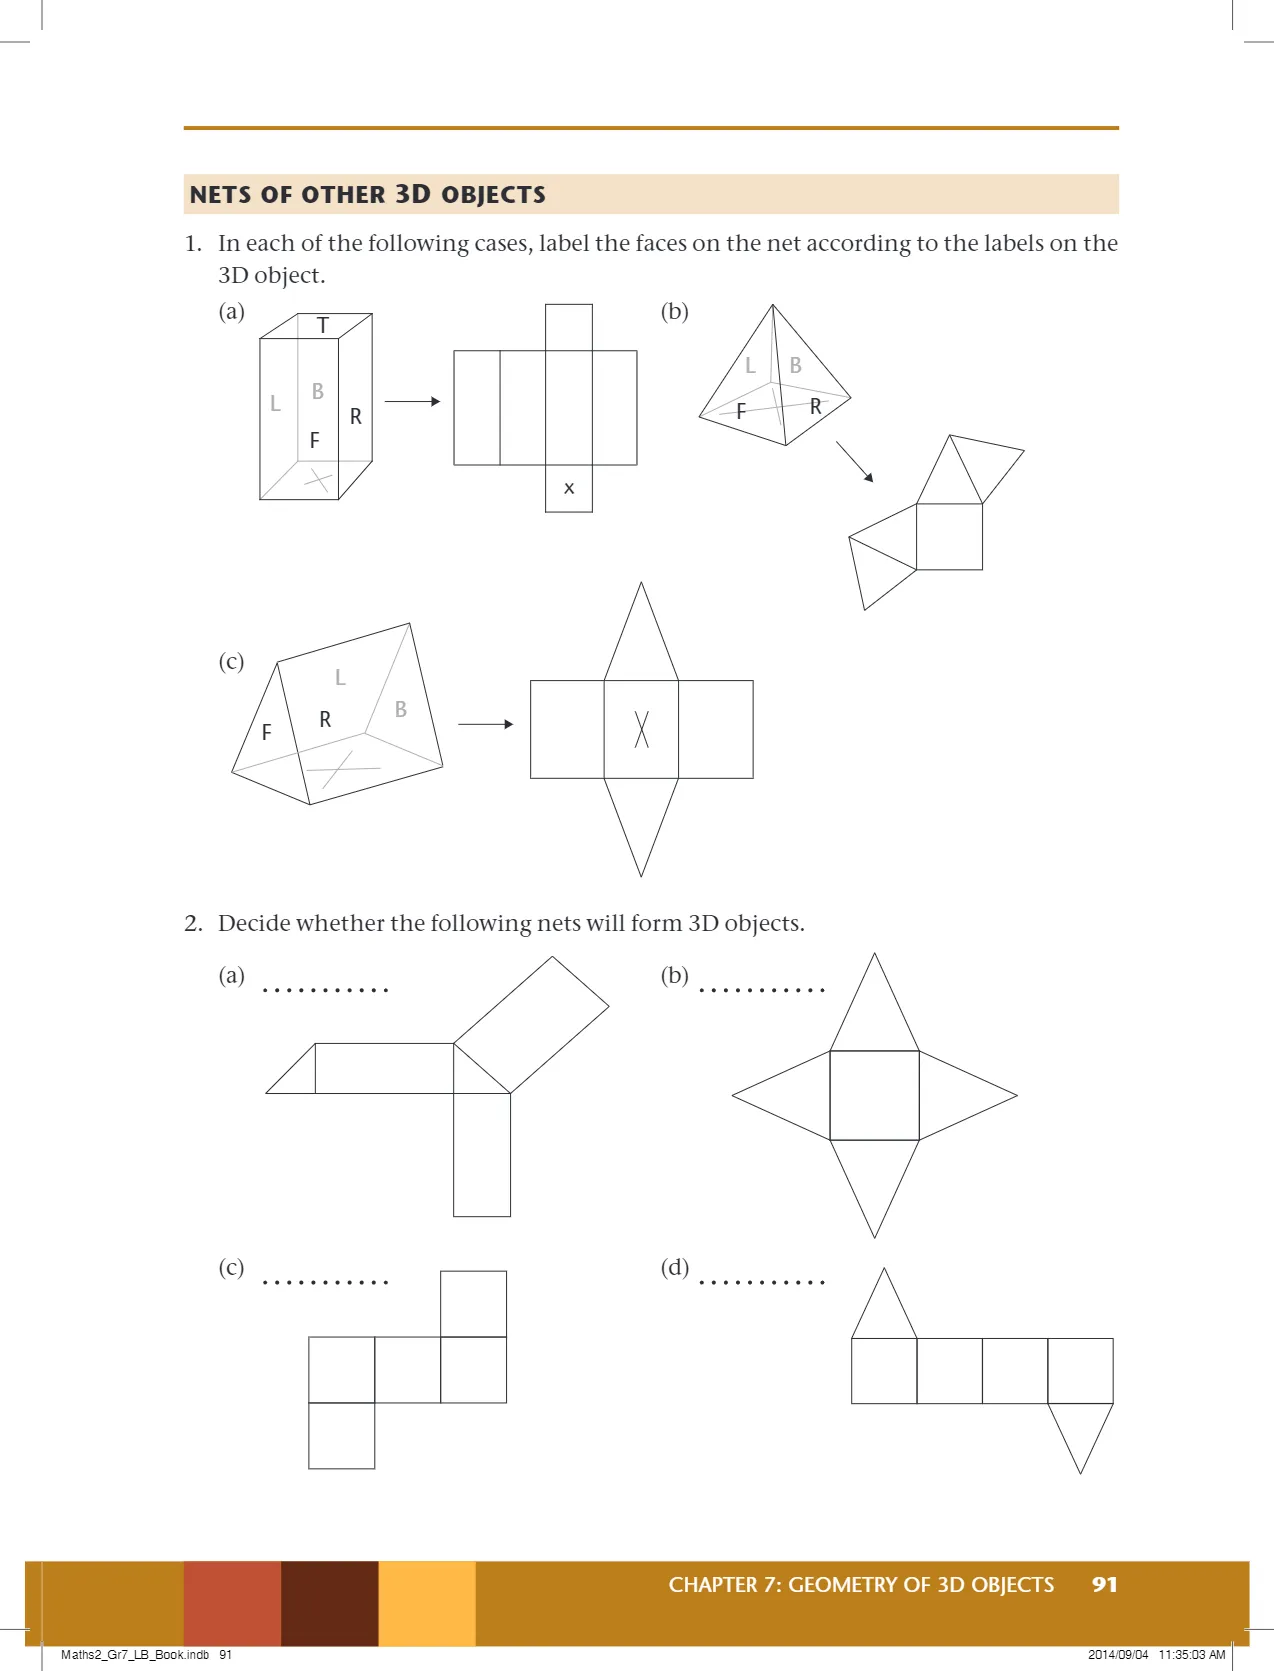 NETS OF OTHER 3D OBJECTS
1. In each of the following cases, label the faces on the net according to the labels on the
3D object.
(a)
T
L
B
R
F
x
(b)
L
B
F
R
(c)
L
B
R
F
2. Decide whether the following nets will form 3D objects.
(a) ...........
(b) ...........
(c) ...........
(d) ...........
CHAPTER 7: GEOMETRY OF 3D OBJECTS 91
Maths2_Gr7_LB_Book.indb 91
2014/09/04 11:35:03 AM